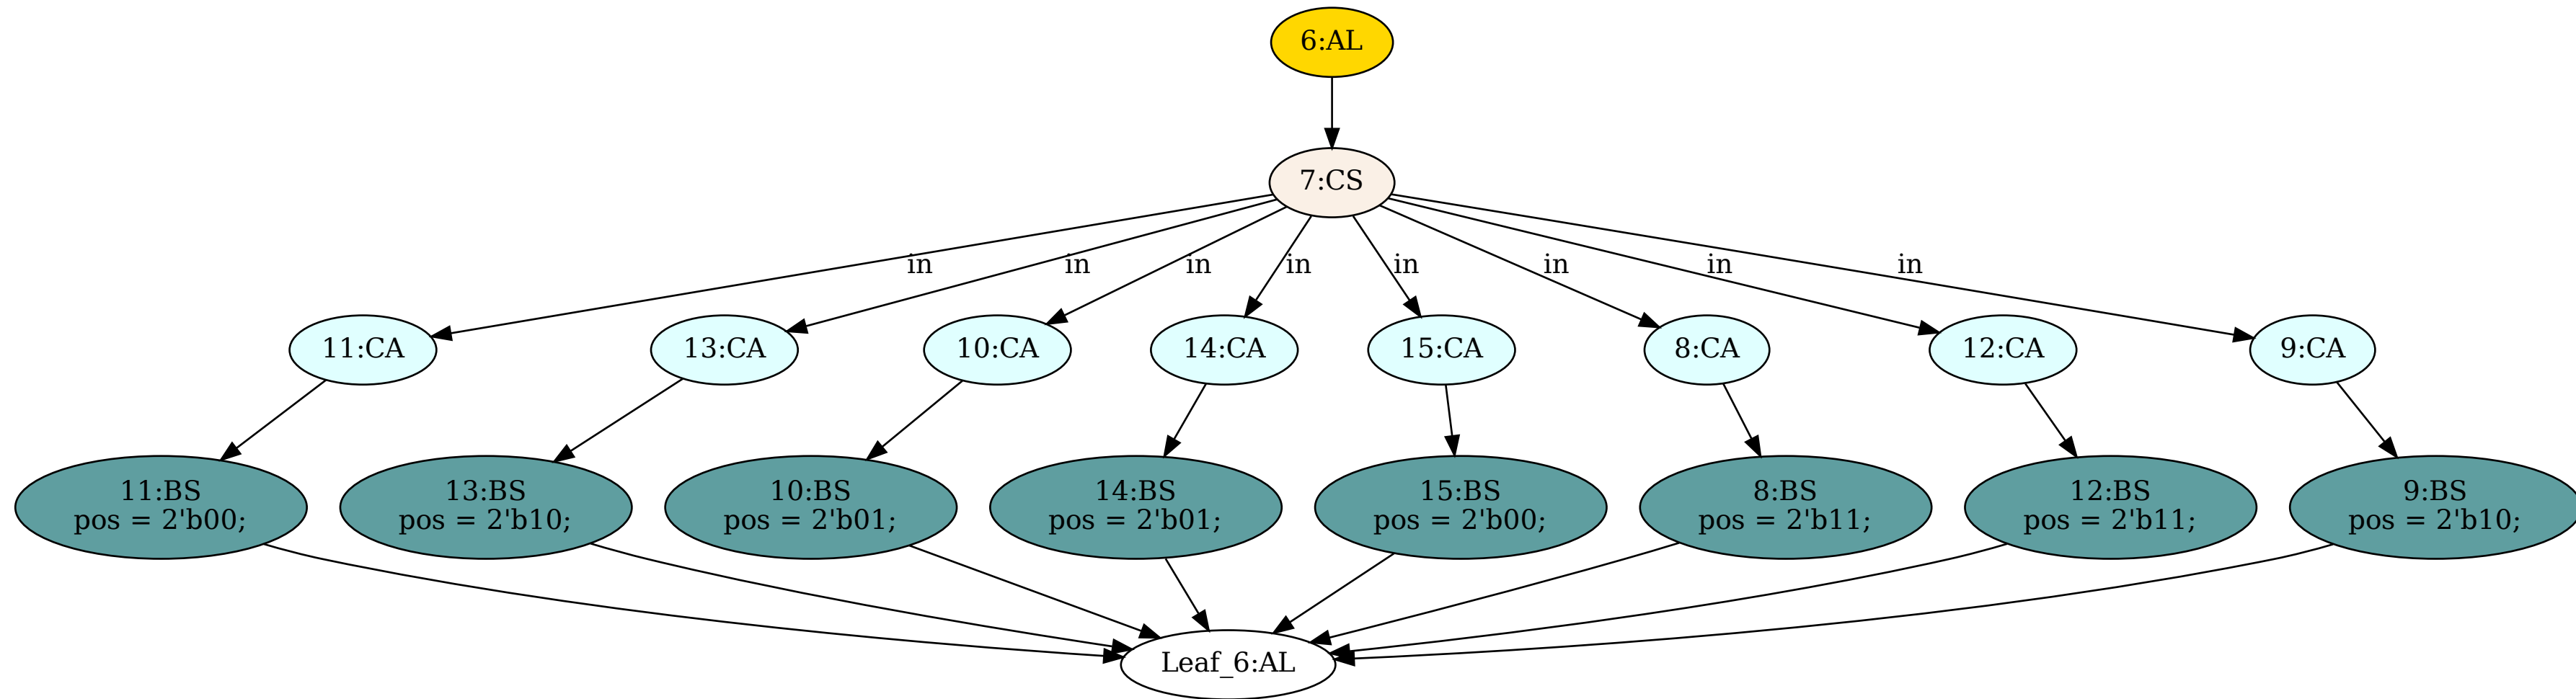 6:AL
7:CS
in
in
in
in
in
in
in
in
11:CA
13:CA
10:CA
14:CA
15:CA
8:CA
12:CA
9:CA
11:BS
pos = 2'b00;
13:BS
pos = 2'b10;
10:BS
pos = 2'b01;
14:BS
pos = 2'b01;
15:BS
pos = 2'b00;
8:BS
pos = 2'b11;
12:BS
pos = 2'b11;
9:BS
pos = 2'b10;
Leaf_6:AL